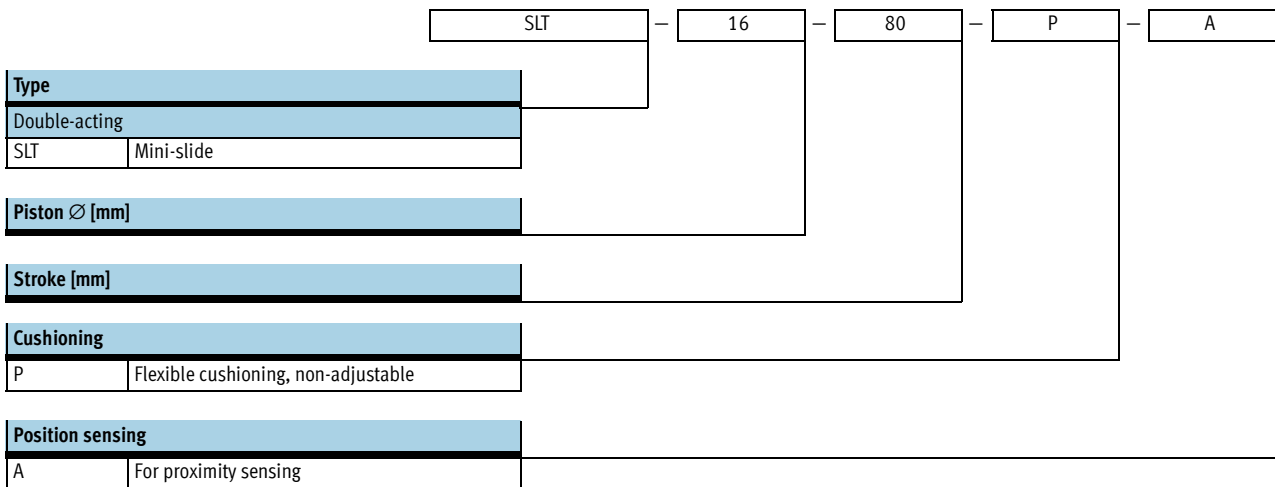 SLT – 16 – 80 – P – A
Type
Double-acting
SLT Mini-slide
Piston ∅ [mm]
Stroke [mm]
Cushioning
P Flexible cushioning, non-adjustable
Position sensing
A For proximity sensing